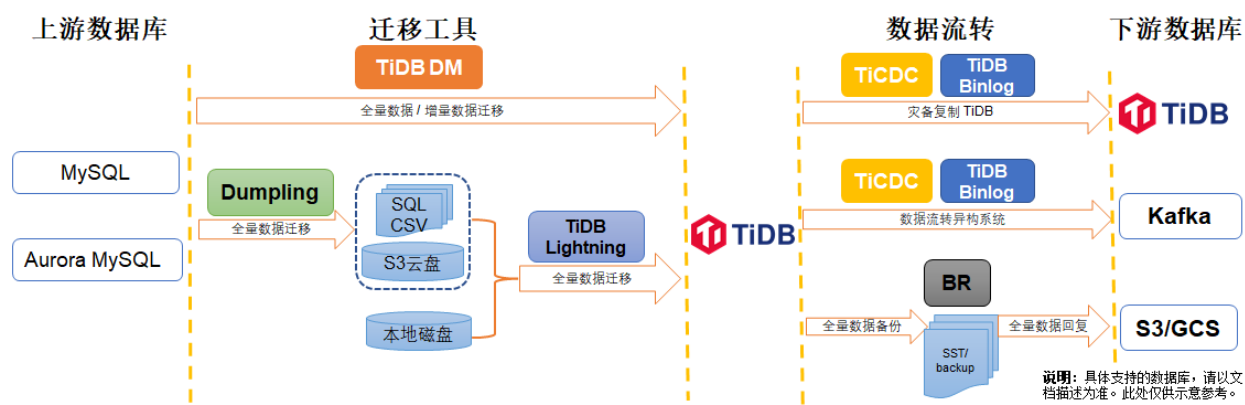 上游数据库
迁移工具
数据流转
下游数据库
TiDB DM
全量数据 / 增量数据迁移
TiCDC
TiDB
Binlog
灾备复制 TiDB
TiDB
MySQL
Aurora MySQL
Dumpling
全量数据迁移
SQL
CSV
S3云盘
本地磁盘
TiDB
Lightning
全量数据迁移
TiDB
TiCDC
TiDB
Binlog
数据流转异构系统
Kafka
BR
全量数据备份
SST/
backup
全量数据回复
S3/GCS
说明：具体支持的数据库，请以文
档描述为准。此处仅供示意参考。